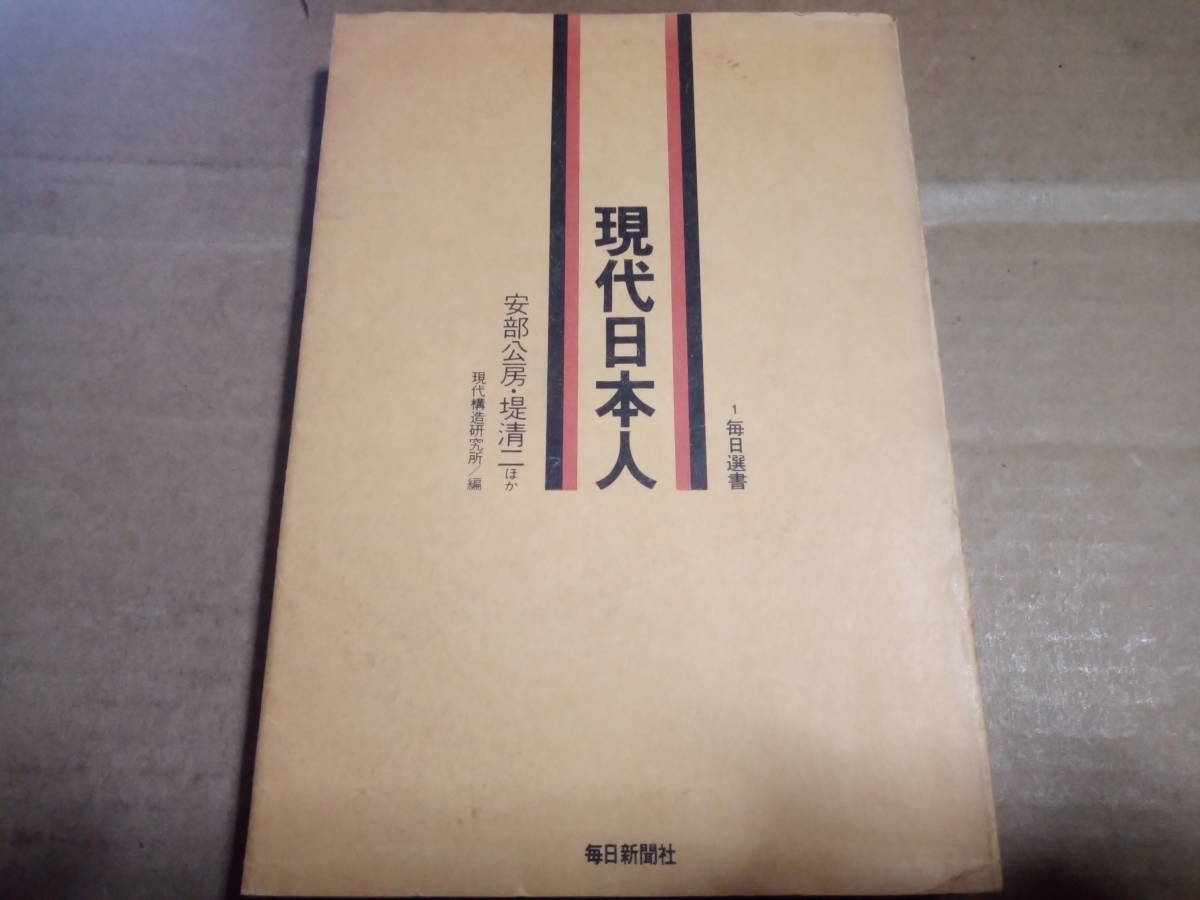 1 毎日選書
現代日本人
安部公房・堤清二ほか
現代構造研究所/編
毎日新聞社